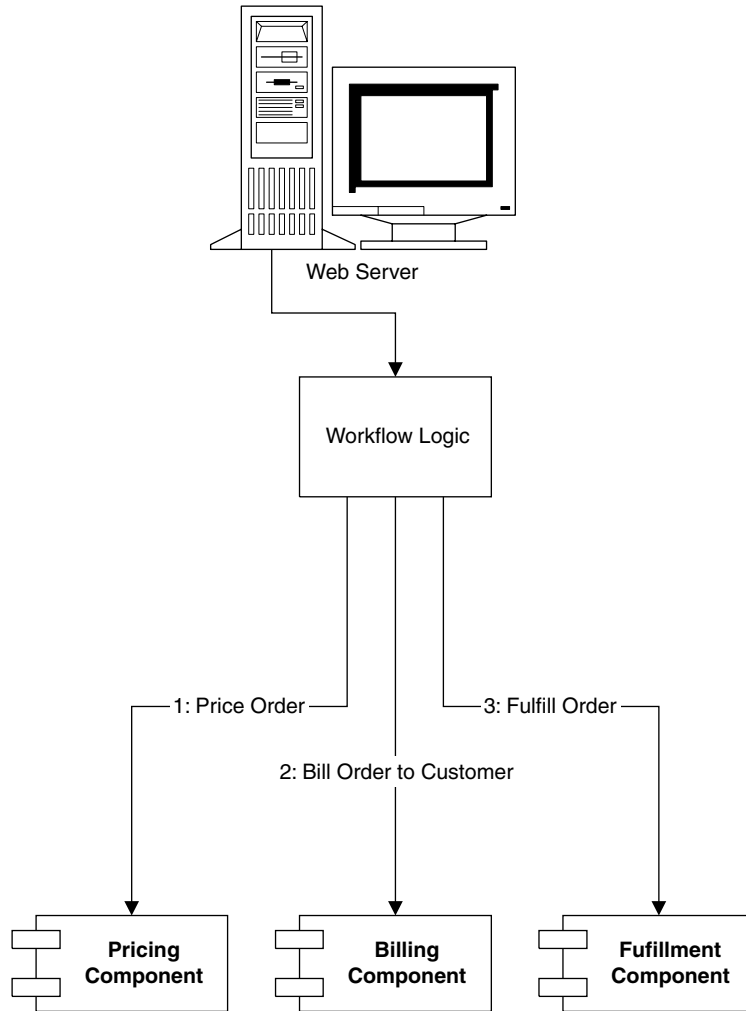 Web Server
Workflow Logic
1: Price Order
3: Fulfill Order
2: Bill Order to Customer
Pricing
Component
Billing
Component
Fufillment
Component